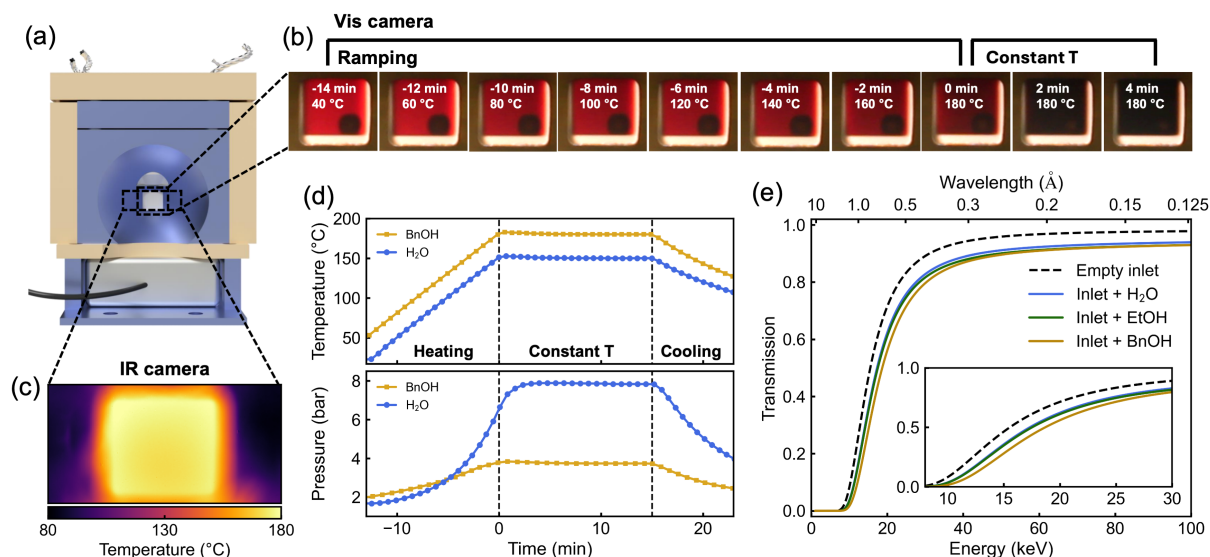 (a)
Vis camera
(b)
Ramping
Constant T
-14 min
40 °C
-12 min
60 °C
-10 min
80 °C
-8 min
100 °C
-6 min
120 °C
-4 min
140 °C
-2 min
160 °C
0 min
180 °C
2 min
180 °C
4 min
180 °C
(c)
IR camera
80
130
180
Temperature (°C)
(d)
200
150
100
50
Temperature (°C)
BnOH
H₂O
Heating
Constant T
Cooling
8
6
4
2
Pressure (bar)
BnOH
H₂O
−10
0
10
20
Time (min)
(e)
Wavelength (Å)
10
1.0
0.5
0.3
0.2
0.15
0.125
1.0
0.8
0.6
0.4
0.2
0.0
Transmission
Empty inlet
Inlet + H₂O
Inlet + EtOH
Inlet + BnOH
1.0
0.5
0.0
10
15
20
25
30
0
20
40
60
80
100
Energy (keV)